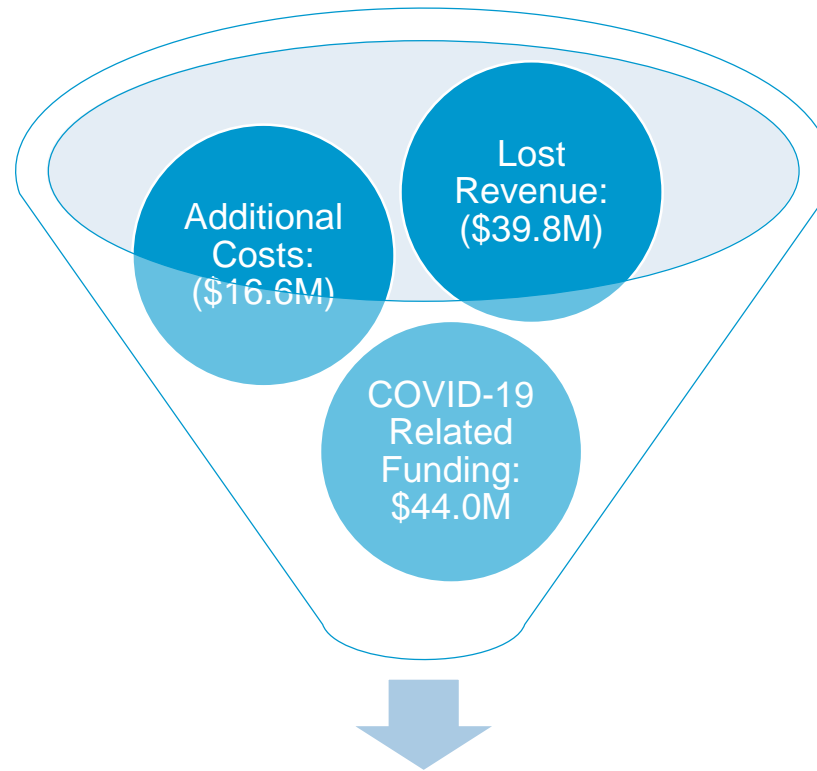 Additional
Costs:
($16.6M)
Lost
Revenue:
($39.8M)
COVID-19
Related
Funding:
$44.0M